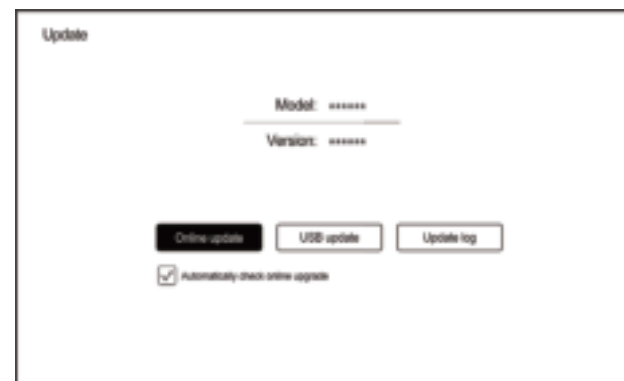 Update
Model: ******
Version: ******
Online update USB update Update log
Automatically check online upgrade